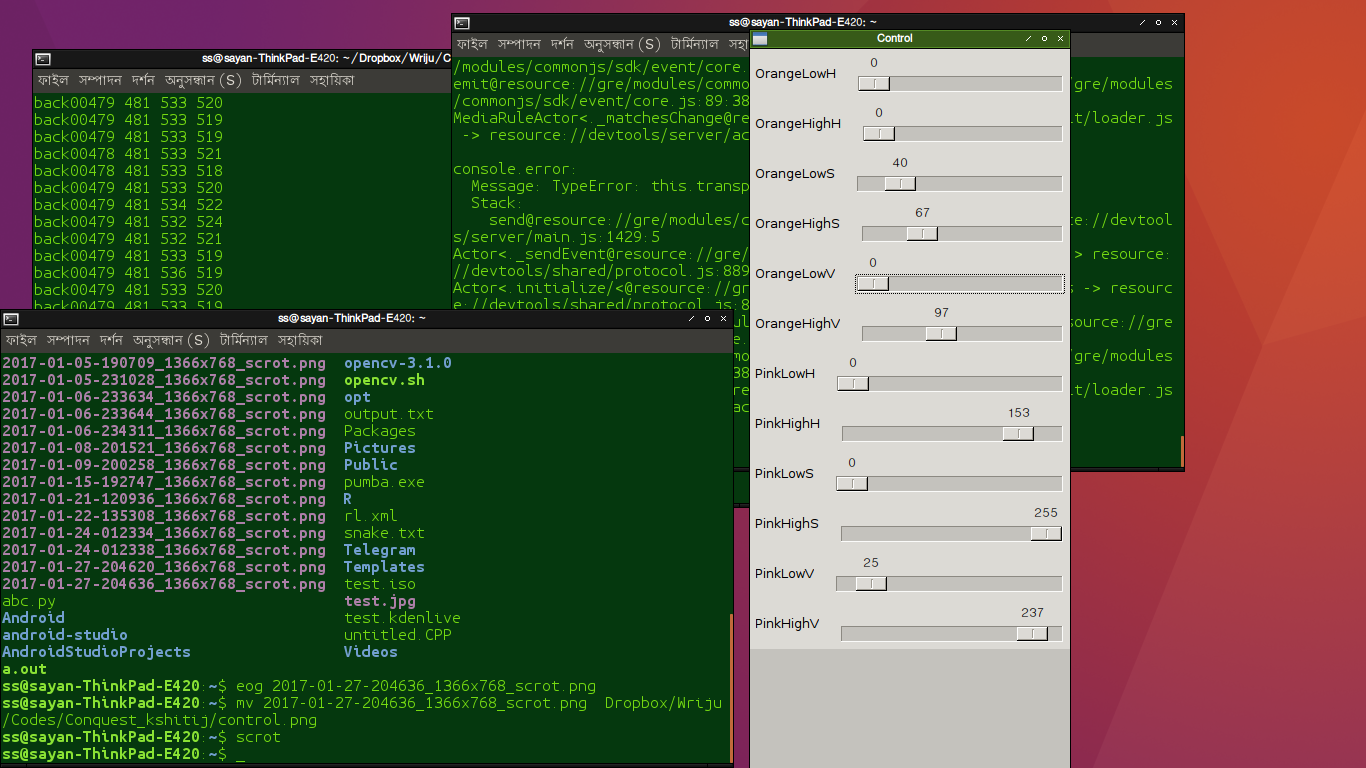 ss@sayan-ThinkPad-E420: ~/Dropbox/Wriju/C
ফাইল সম্পাদন দর্শন অনুসন্ধান (S) টার্মিন্যাল সহায়িকা
back00479 481 533 520
back00478 481 533 519
back00479 481 533 519
back00478 481 533 521
back00478 481 533 518
back00479 481 533 520
back00479 481 534 522
back00479 481 532 524
back00479 481 532 521
back00479 481 533 519
back00479 481 536 519
back00479 481 533 520
back00479 481 533 519
ss@sayan-ThinkPad-E420: ~
ফাইল সম্পাদন দর্শন অনুসন্ধান (S) টার্মিন্যাল সহা
/modules/commonjs/sdk/event/core.
emit@resource://gre/modules/commo /gre/modules
/commonjs/sdk/event/core.js:89:38
MediaRuleActor<._matchesChange@re it/loader.js
-> resource://devtools/server/ac
console.error:
Message: TypeError: this.transp
Stack:
send@resource://gre/modules/c ce://devtool
s/server/main.js:1429:5
Actor<._sendEvent@resource://gre/ > resource:
//devtools/shared/protocol.js:889
Actor<.initialize/<@resource://gr s -> resourc
e://devtools/shared/protocol.js:8
source://gre
/gre/modules
it/loader.js
Control
OrangeLowH 0
OrangeHighH 0
OrangeLowS 40
OrangeHighS 67
OrangeLowV 0
OrangeHighV 97
PinkLowH 0
PinkHighH 153
PinkLowS 0
PinkHighS 255
PinkLowV 25
PinkHighV 237
ss@sayan-ThinkPad-E420: ~
ফাইল সম্পাদন দর্শন অনুসন্ধান (S) টার্মিন্যাল সহায়িকা
2017-01-05-190709_1366x768_scrot.png opencv-3.1.0
2017-01-05-231028_1366x768_scrot.png opencv.sh
2017-01-06-233634_1366x768_scrot.png opt
2017-01-06-233644_1366x768_scrot.png output.txt
2017-01-06-234311_1366x768_scrot.png Packages
2017-01-08-201521_1366x768_scrot.png Pictures
2017-01-09-200258_1366x768_scrot.png Public
2017-01-15-192747_1366x768_scrot.png pumba.exe
2017-01-21-120936_1366x768_scrot.png R
2017-01-22-135308_1366x768_scrot.png rl.xml
2017-01-24-012334_1366x768_scrot.png snake.txt
2017-01-24-012338_1366x768_scrot.png Telegram
2017-01-27-204620_1366x768_scrot.png Templates
2017-01-27-204636_1366x768_scrot.png test.iso
abc.py test.jpg
Android test.kdenlive
android-studio untitled.CPP
AndroidStudioProjects Videos
a.out
ss@sayan-ThinkPad-E420:~$ eog 2017-01-27-204636_1366x768_scrot.png
ss@sayan-ThinkPad-E420:~$ mv 2017-01-27-204636_1366x768_scrot.png Dropbox/Wriju
/Codes/Conquest_kshitij/control.png
ss@sayan-ThinkPad-E420:~$ scrot
ss@sayan-ThinkPad-E420:~$ _